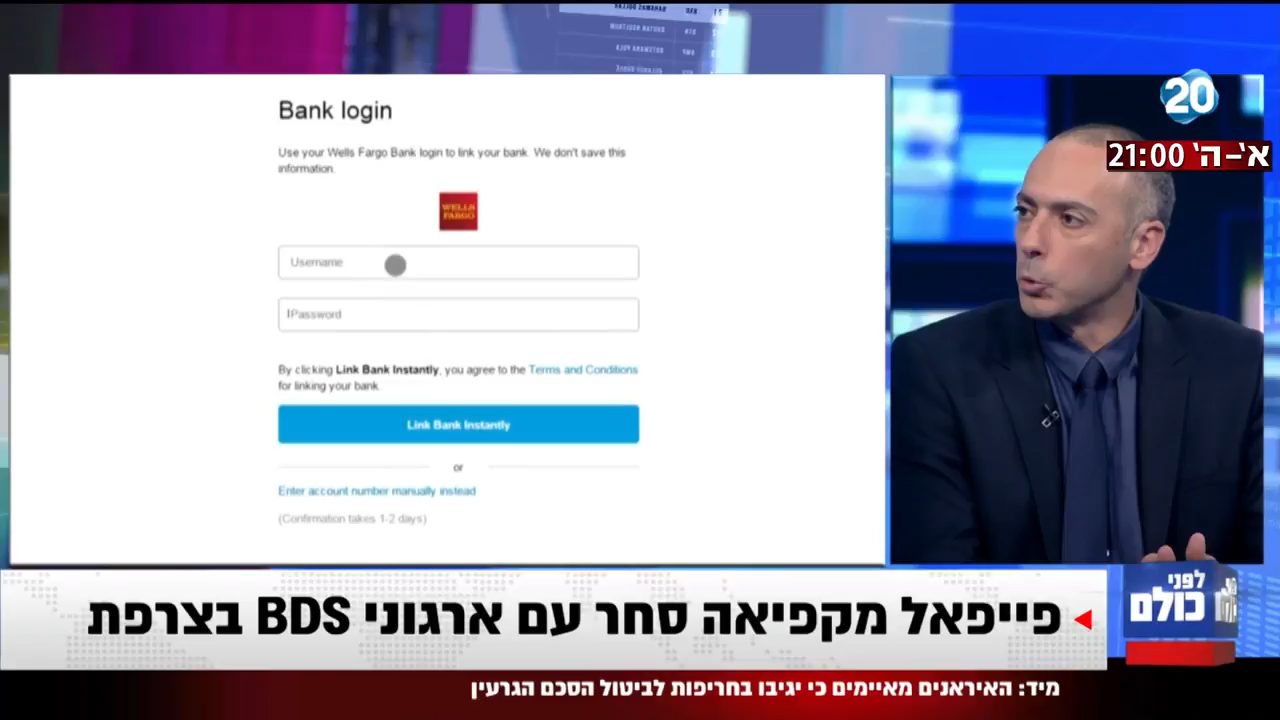 20
א'-ה' 21:00
Bank login
Use your Wells Fargo Bank login to link your bank. We don't save this
information.
WELLS
FARGO
Username
Password
By clicking Link Bank Instantly, you agree to the Terms and Conditions
for linking your bank.
Link Bank Instantly
or
Enter account number manually instead
(Confirmation takes 1-2 days)
לפני
כולם
פייפאל מקפיאה סחר עם ארגוני BDS בצרפת
מיד: האיראנים מאיימים כי יגיבו בחריפות לביטול הסכם הגרעין